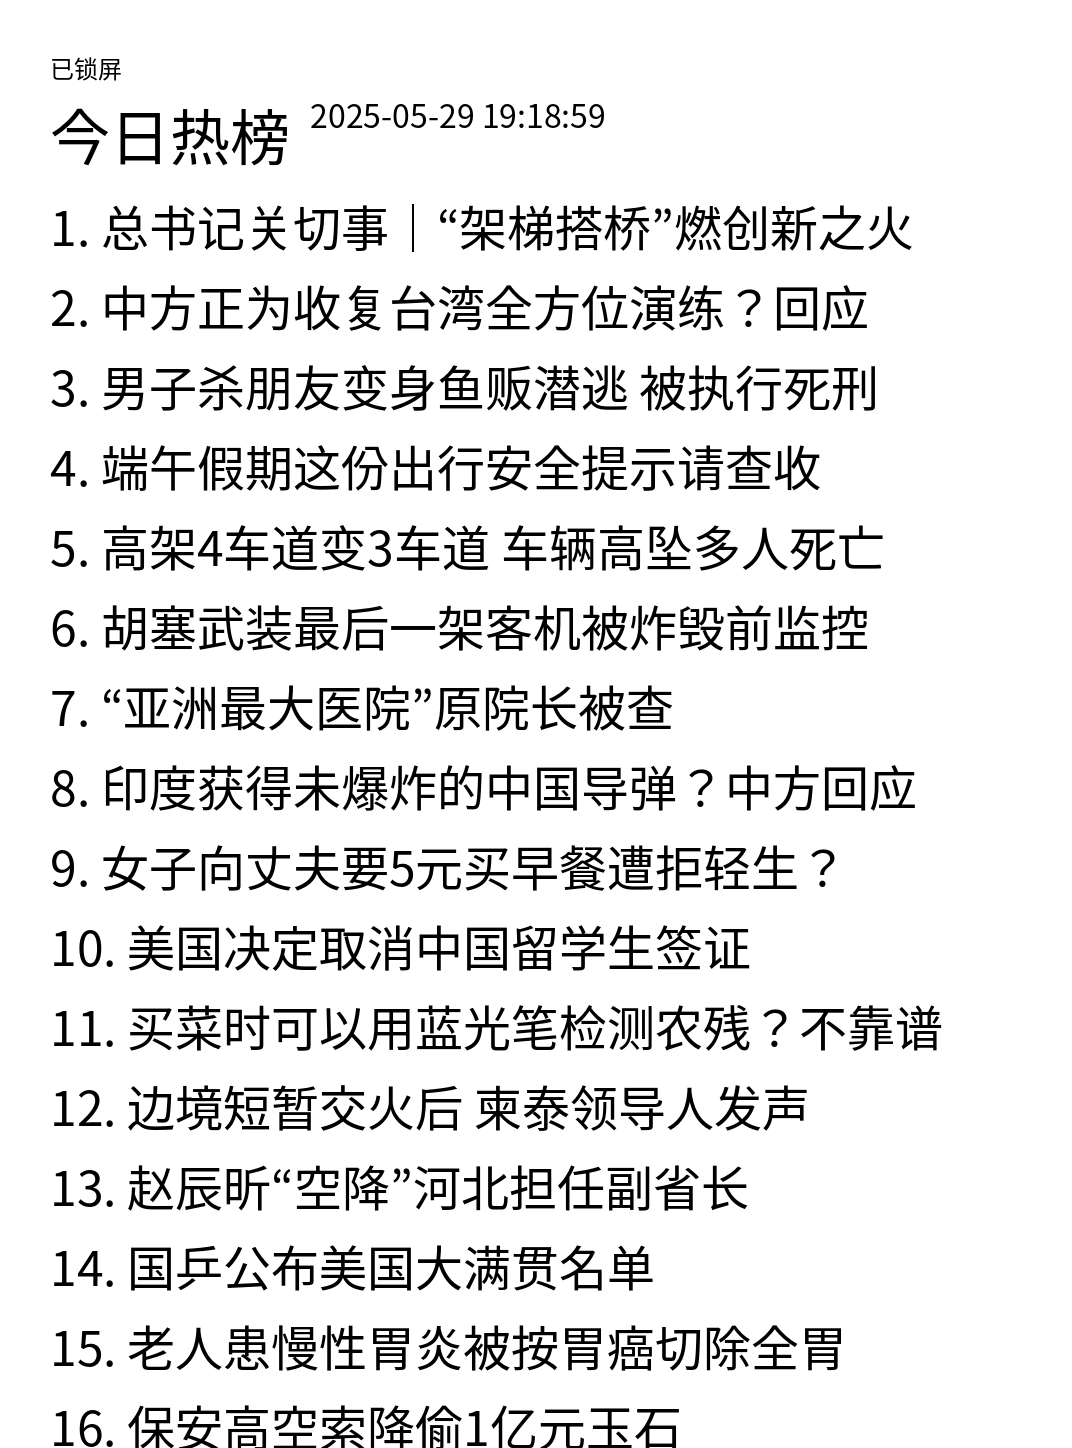 已锁屏
今日热榜 2025-05-29 19:18:59
1. 总书记关切事｜“架梯搭桥”燃创新之火
2. 中方正为收复台湾全方位演练？回应
3. 男子杀朋友变身鱼贩潜逃 被执行死刑
4. 端午假期这份出行安全提示请查收
5. 高架4车道变3车道 车辆高坠多人死亡
6. 胡塞武装最后一架客机被炸毁前监控
7. “亚洲最大医院”原院长被查
8. 印度获得未爆炸的中国导弹？中方回应
9. 女子向丈夫要5元买早餐遭拒轻生？
10. 美国决定取消中国留学生签证
11. 买菜时可以用蓝光笔检测农残？不靠谱
12. 边境短暂交火后 柬泰领导人发声
13. 赵辰昕“空降”河北担任副省长
14. 国乒公布美国大满贯名单
15. 老人患慢性胃炎被按胃癌切除全胃
16. 保安高空索降偷1亿元玉石